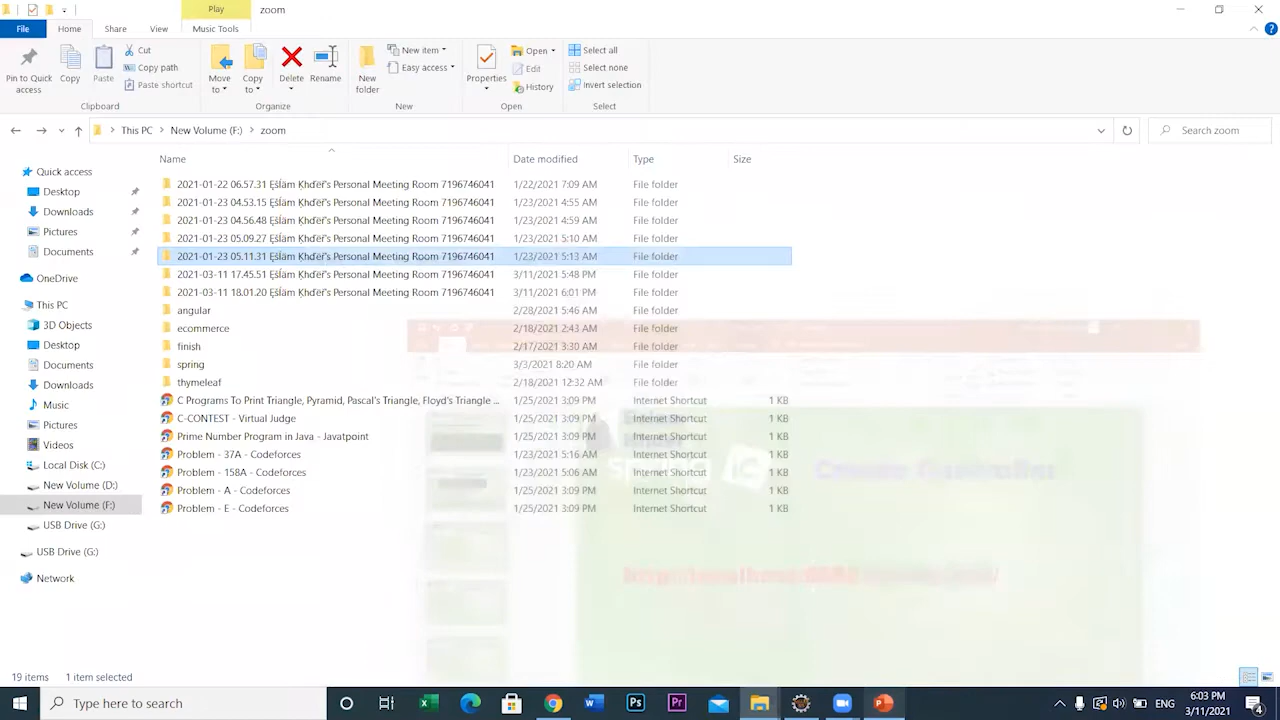 Play
zoom
File
Home
Share
View
Music Tools
Pin to Quick access
Copy
Paste
Cut
Copy path
Paste shortcut
Clipboard
Move to
Copy to
Delete
Rename
Organize
New folder
New item
Easy access
New
Properties
Open
Edit
History
Open
Select all
Select none
Invert selection
Select
This PC > New Volume (F:) > zoom
Search zoom
Name Date modified Type Size
2021-01-22 06.57.31 Ęşĺąm Ķhďěŕ's Personal Meeting Room 7196746041 1/22/2021 7:09 AM File folder
2021-01-23 04.53.15 Ęşĺąm Ķhďěŕ's Personal Meeting Room 7196746041 1/23/2021 4:55 AM File folder
2021-01-23 04.56.48 Ęşĺąm Ķhďěŕ's Personal Meeting Room 7196746041 1/23/2021 4:59 AM File folder
2021-01-23 05.09.27 Ęşĺąm Ķhďěŕ's Personal Meeting Room 7196746041 1/23/2021 5:10 AM File folder
2021-01-23 05.11.31 Ęşĺąm Ķhďěŕ's Personal Meeting Room 7196746041 1/23/2021 5:13 AM File folder
2021-03-11 17.45.51 Ęşĺąm Ķhďěŕ's Personal Meeting Room 7196746041 3/11/2021 5:48 PM File folder
2021-03-11 18.01.20 Ęşĺąm Ķhďěŕ's Personal Meeting Room 7196746041 3/11/2021 6:01 PM File folder
angular 2/28/2021 5:46 AM File folder
ecommerce 2/18/2021 2:43 AM File folder
finish 2/17/2021 3:30 AM File folder
spring 3/3/2021 8:20 AM File folder
thymeleaf 2/18/2021 12:32 AM File folder
C Programs To Print Triangle, Pyramid, Pascal's Triangle, Floyd's Triangle ... 1/25/2021 3:09 PM Internet Shortcut 1 KB
C-CONTEST - Virtual Judge 1/25/2021 3:09 PM Internet Shortcut 1 KB
Prime Number Program in Java - Javatpoint 1/25/2021 3:09 PM Internet Shortcut 1 KB
Problem - 37A - Codeforces 1/23/2021 5:16 AM Internet Shortcut 1 KB
Problem - 158A - Codeforces 1/23/2021 5:06 AM Internet Shortcut 1 KB
Problem - A - Codeforces 1/25/2021 3:09 PM Internet Shortcut 1 KB
Problem - E - Codeforces 1/25/2021 3:09 PM Internet Shortcut 1 KB
Quick access
Desktop
Downloads
Pictures
Documents
OneDrive
This PC
3D Objects
Desktop
Documents
Downloads
Music
Pictures
Videos
Local Disk (C:)
New Volume (D:)
New Volume (F:)
USB Drive (G:)
USB Drive (G:)
Network
19 items 1 item selected
Type here to search
ENG
6:03 PM
3/11/2021